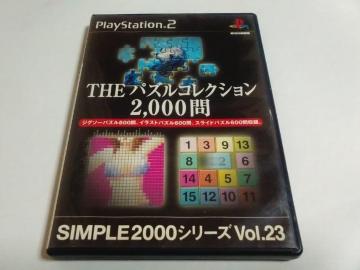 PlayStation 2
THE パズルコレクション
2,000問
ジグソーパズル800問、イラストパズル600問、スライドパズル600問収録。
1 3 9 13
8 2 12
14 4 5 7
15 11 10
SIMPLE2000シリーズ Vol.23